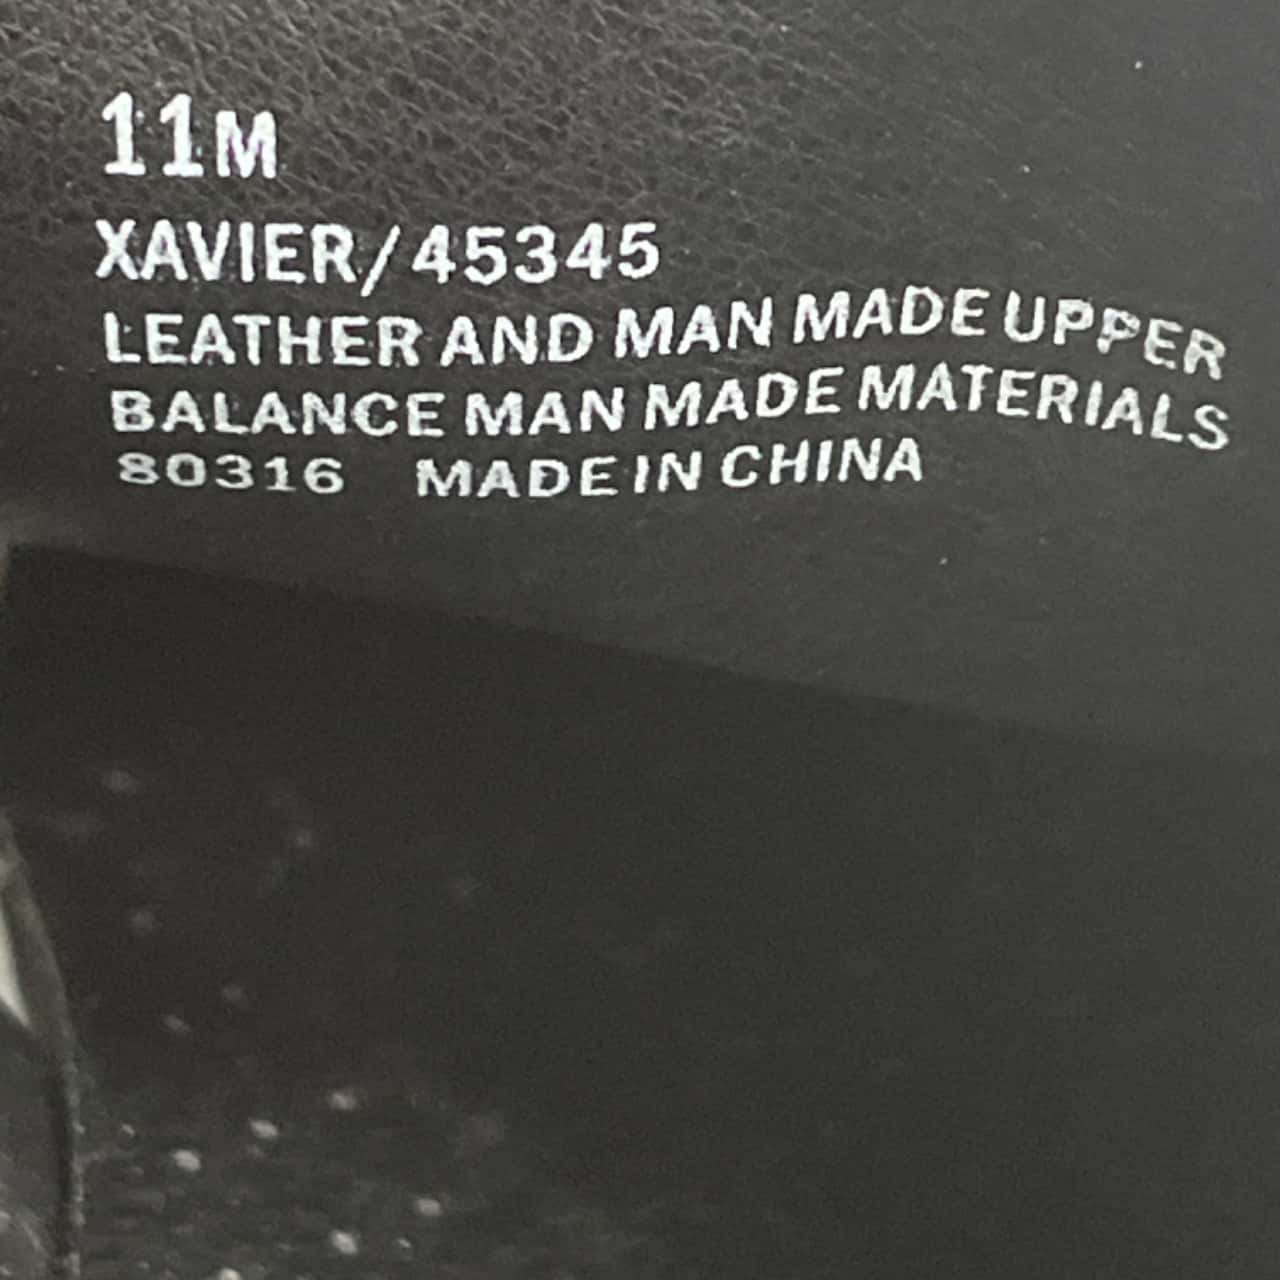 11M
XAVIER/45345
LEATHER AND MAN MADE UPPER
BALANCE MAN MADE MATERIALS
80316 MADE IN CHINA